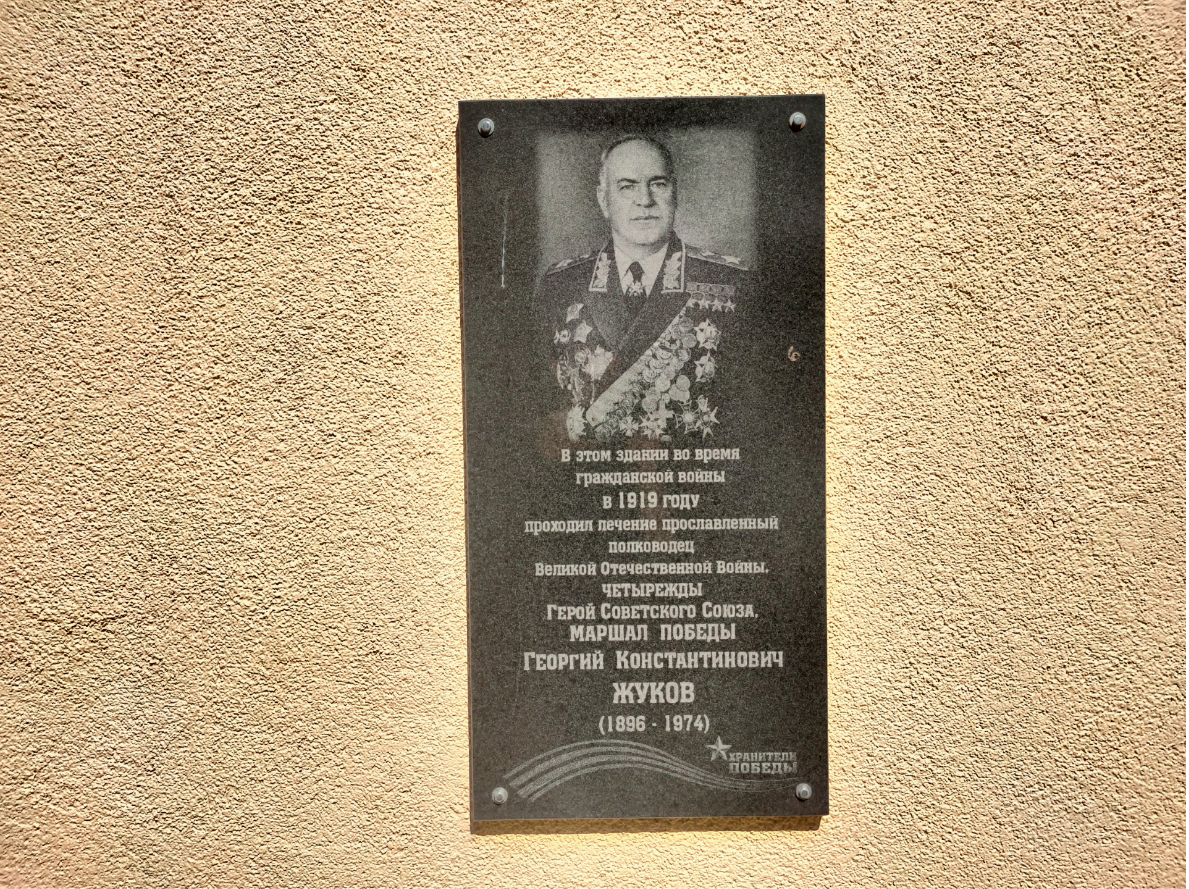 В этом здании во время
гражданской войны
в 1919 году
проходил лечение прославленный
полководец
Великой Отечественной Войны,
четырежды
Герой Советского Союза,
МАРШАЛ ПОБЕДЫ
Георгий Константинович
ЖУКОВ
(1896 - 1974)
ХРАНИТЕЛИ
ПОБЕДЫ